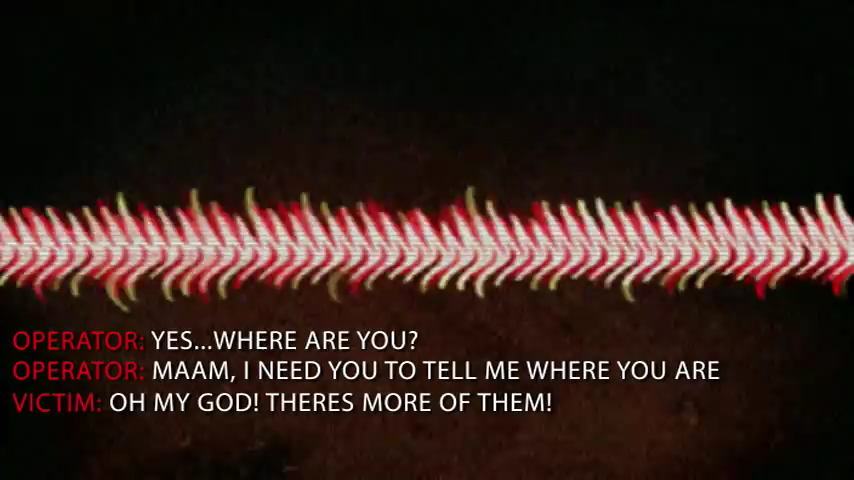 OPERATOR: YES...WHERE ARE YOU?
OPERATOR: MAAM, I NEED YOU TO TELL ME WHERE YOU ARE
VICTIM: OH MY GOD! THERES MORE OF THEM!